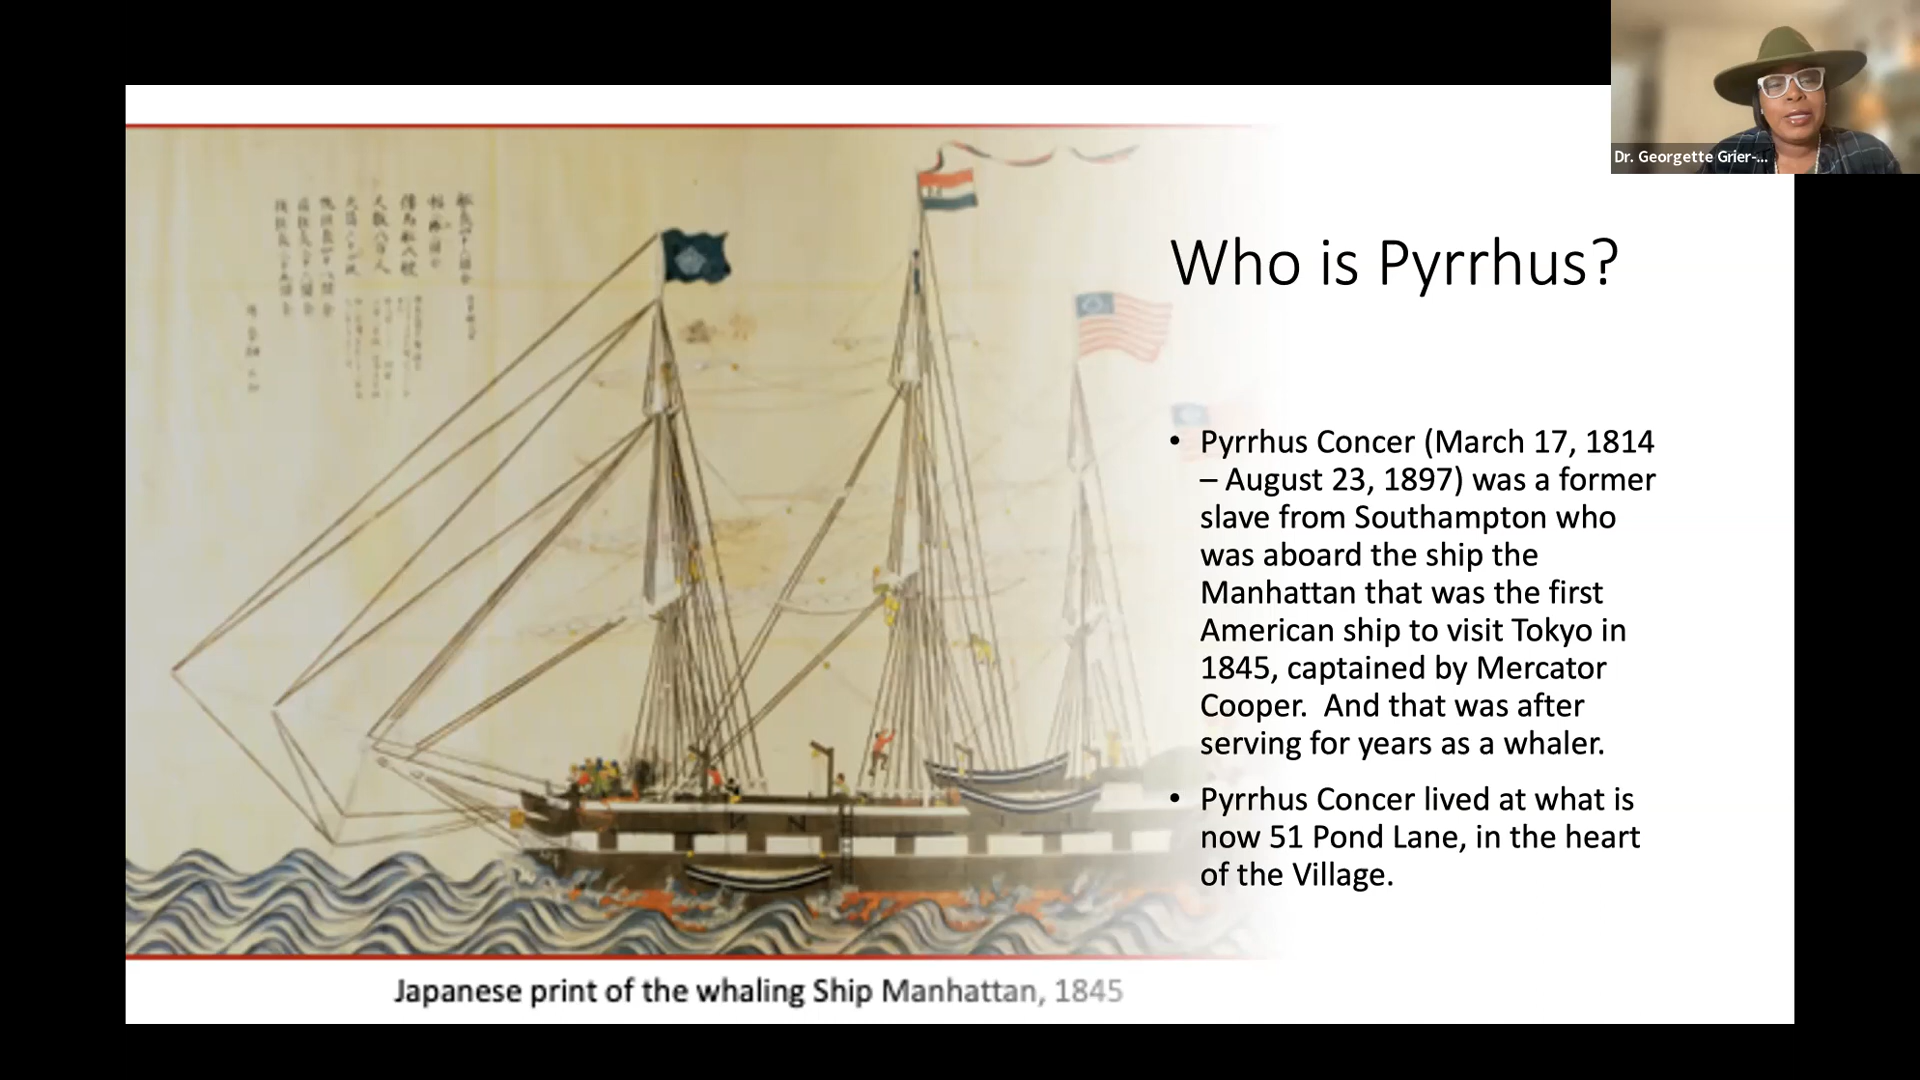 Dr. Georgette Grier-...
Who is Pyrrhus?
• Pyrrhus Concer (March 17, 1814
– August 23, 1897) was a former
slave from Southampton who
was aboard the ship the
Manhattan that was the first
American ship to visit Tokyo in
1845, captained by Mercator
Cooper.  And that was after
serving for years as a whaler.
• Pyrrhus Concer lived at what is
now 51 Pond Lane, in the heart
of the Village.
Japanese print of the whaling Ship Manhattan, 1845